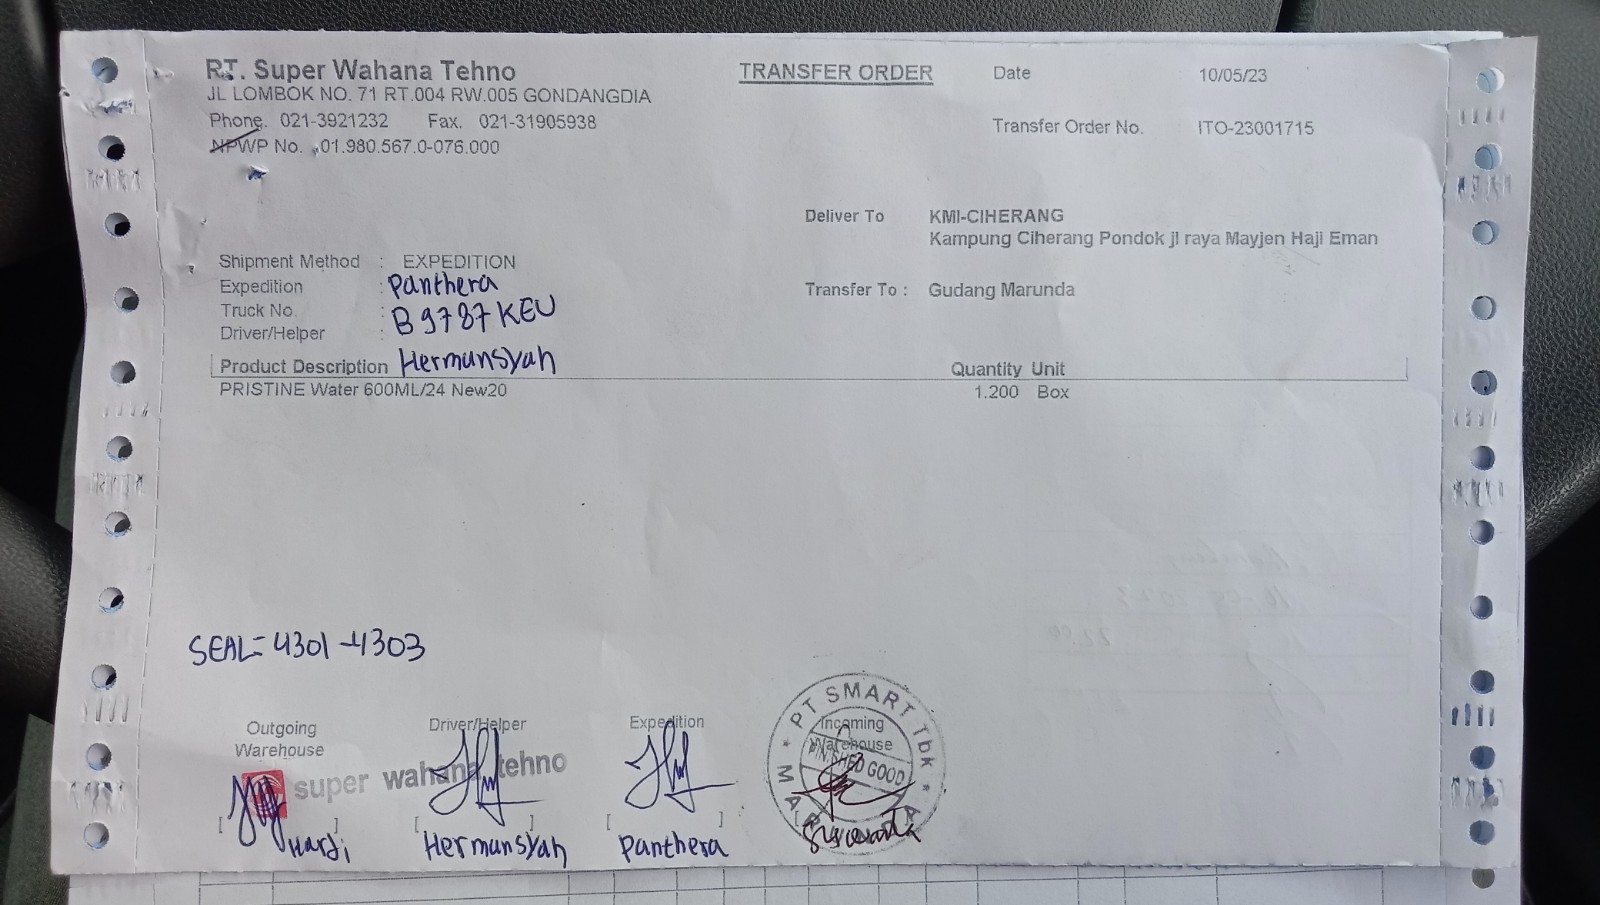 PT. Super Wahana Tehno
JL LOMBOK NO. 71 RT.004 RW.005 GONDANGDIA
Phone. 021-3921232 Fax. 021-31905938
NPWP No. 01.980.567.0-076.000
TRANSFER ORDER
Date 10/05/23
Transfer Order No. ITO-23001715
Deliver To KMI-CIHERANG
Kampung Ciherang Pondok jl raya Mayjen Haji Eman
Transfer To : Gudang Marunda
Shipment Method : EXPEDITION
Expedition : Panthera
Truck No. : B 9787 KEU
Driver/Helper : Hermansyah
Product Description Quantity Unit
PRISTINE Water 600ML/24 New20 1.200 Box
SEAL = 4301 - 4303
Outgoing Warehouse
Driver/Helper
Expedition
Incoming Warehouse
super wahana tehno
PT SMART Tbk
FINISHED GOOD
MARUNDA
[ Hardi ]
[ Hermansyah ]
[ Panthera ]